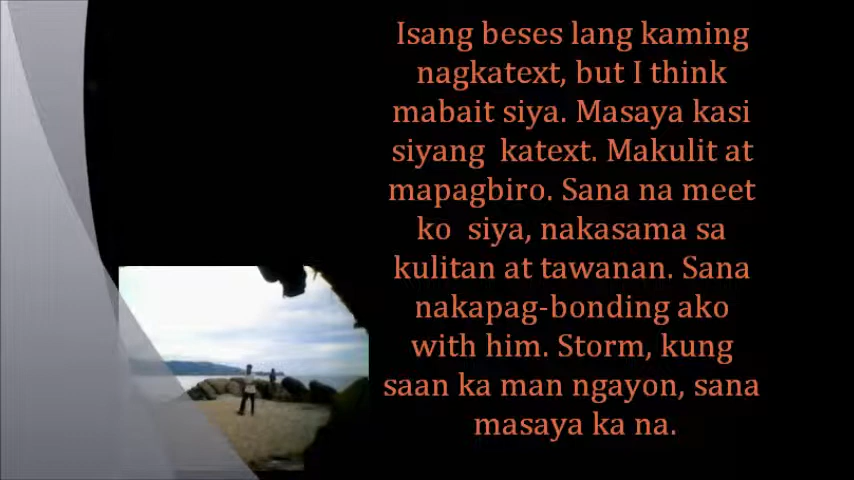 Isang beses lang kaming
nagkatext, but I think
mabait siya. Masaya kasi
siyang katext. Makulit at
mapagbiro. Sana na meet
ko siya, nakasama sa
kulitan at tawanan. Sana
nakapag-bonding ako
with him. Storm, kung
saan ka man ngayon, sana
masaya ka na.